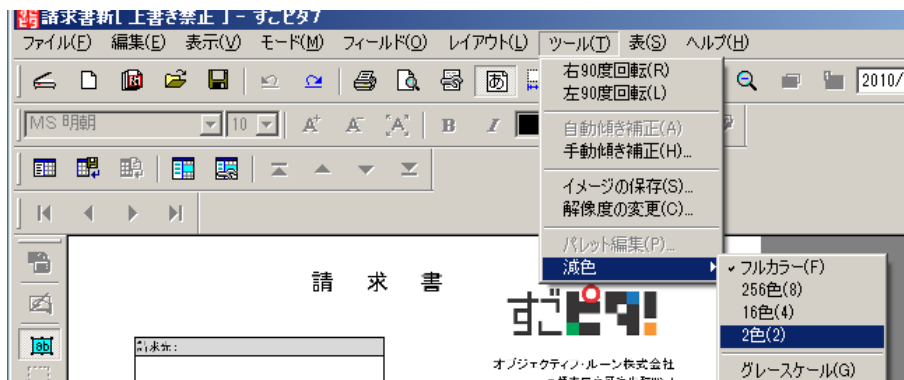 請求書新[ 上書き禁止 ] - すごピタ7
ファイル(F) 編集(E) 表示(V) モード(M) フィールド(O) レイアウト(L) ツール(T) 表(S) ヘルプ(H)
あ 2010/
MS 明朝 10 A A A B I
右90度回転(R)
左90度回転(L)
自動傾き補正(A)
手動傾き補正(H)...
イメージの保存(S)...
解像度の変更(C)...
パレット編集(P)...
減色
フルカラー(F)
256色(8)
16色(4)
2色(2)
グレースケール(G)
ab
請 求 書
すごピタ!
請求先:
オブジェクティブ・ルーン株式会社